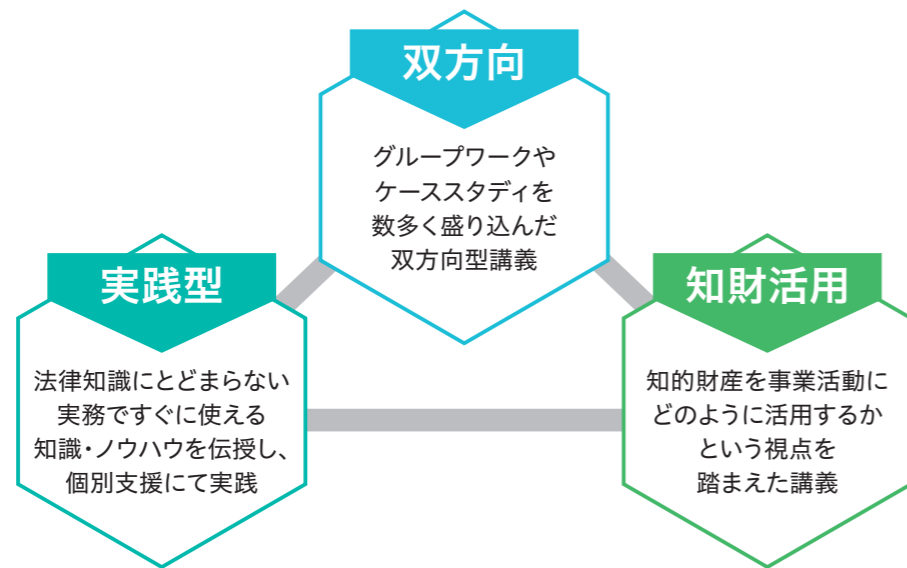 双方向
グループワークや
ケーススタディを
数多く盛り込んだ
双方向型講義
実践型
法律知識にとどまらない
実務ですぐに使える
知識・ノウハウを伝授し、
個別支援にて実践
知財活用
知的財産を事業活動に
どのように活用するか
という視点を
踏まえた講義